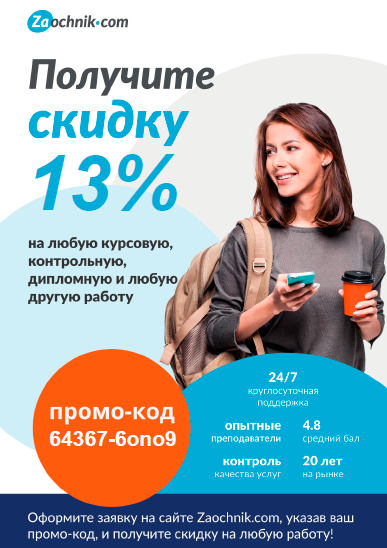 Zaochnik.com
Получите
скидку
13%
на любую курсовую,
контрольную,
дипломную и любую
другую работу
промо-код
64367-6ono9
24/7
круглосуточная
поддержка
опытные
преподаватели
4.8
средний бал
контроль
качества услуг
20 лет
на рынке
Оформите заявку на сайте Zaochnik.com, указав ваш
промо-код, и получите скидку на любую работу!